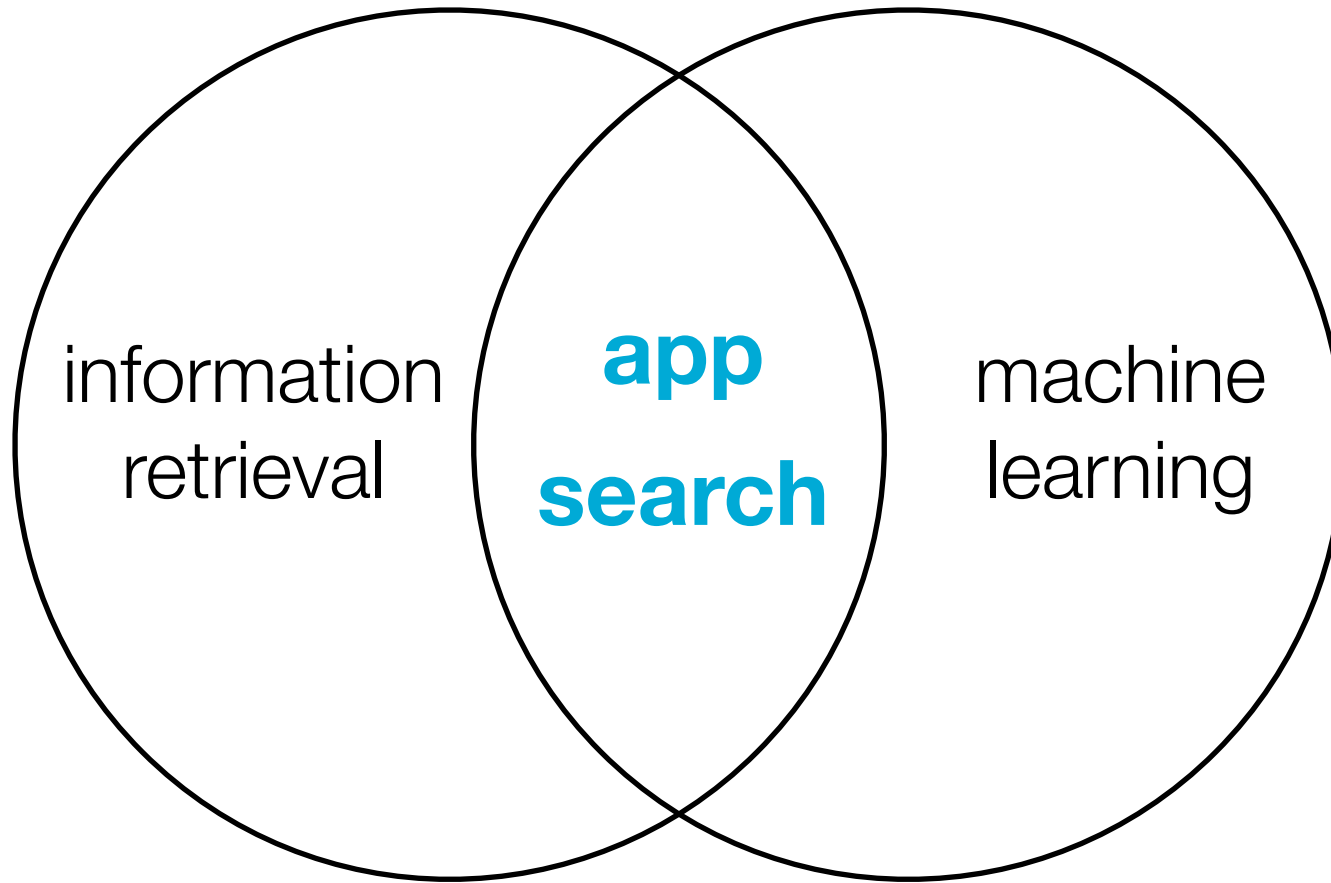 information
retrieval
app
search
machine
learning